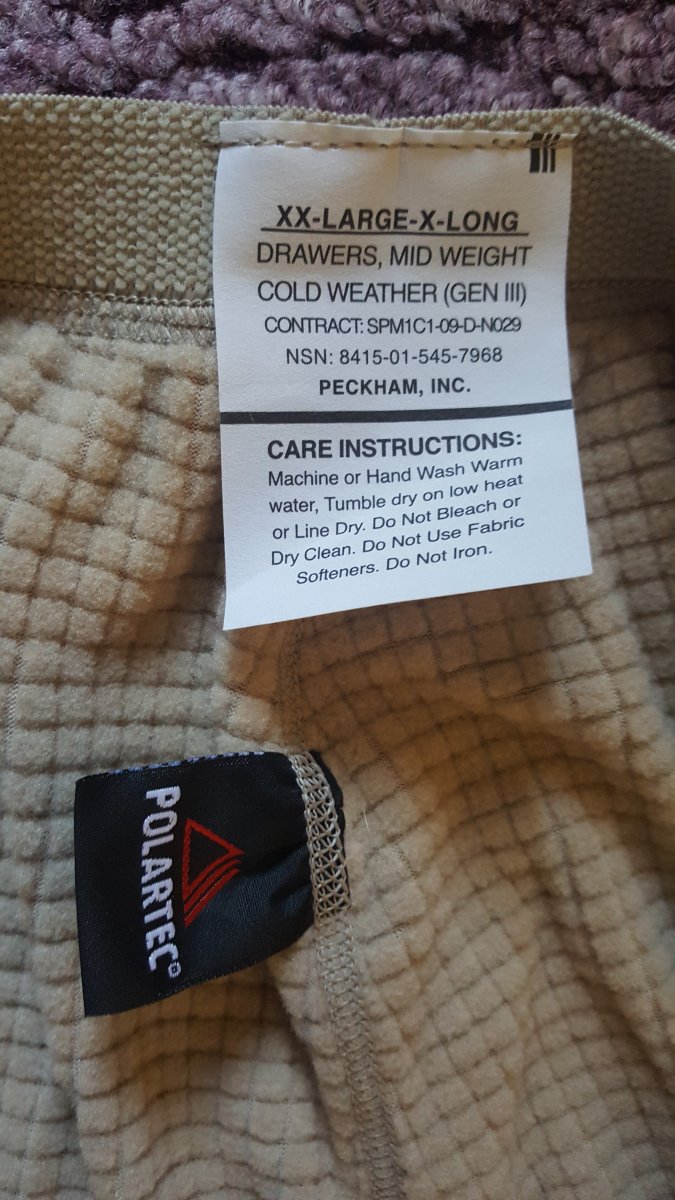 XX-LARGE-X-LONG
DRAWERS, MID WEIGHT
COLD WEATHER (GEN III)
CONTRACT: SPM1C1-09-D-N029
NSN: 8415-01-545-7968
PECKHAM, INC.
CARE INSTRUCTIONS:
Machine or Hand Wash Warm
water, Tumble dry on low heat
or Line Dry. Do Not Bleach or
Dry Clean. Do Not Use Fabric
Softeners. Do Not Iron.
POLARTEC®